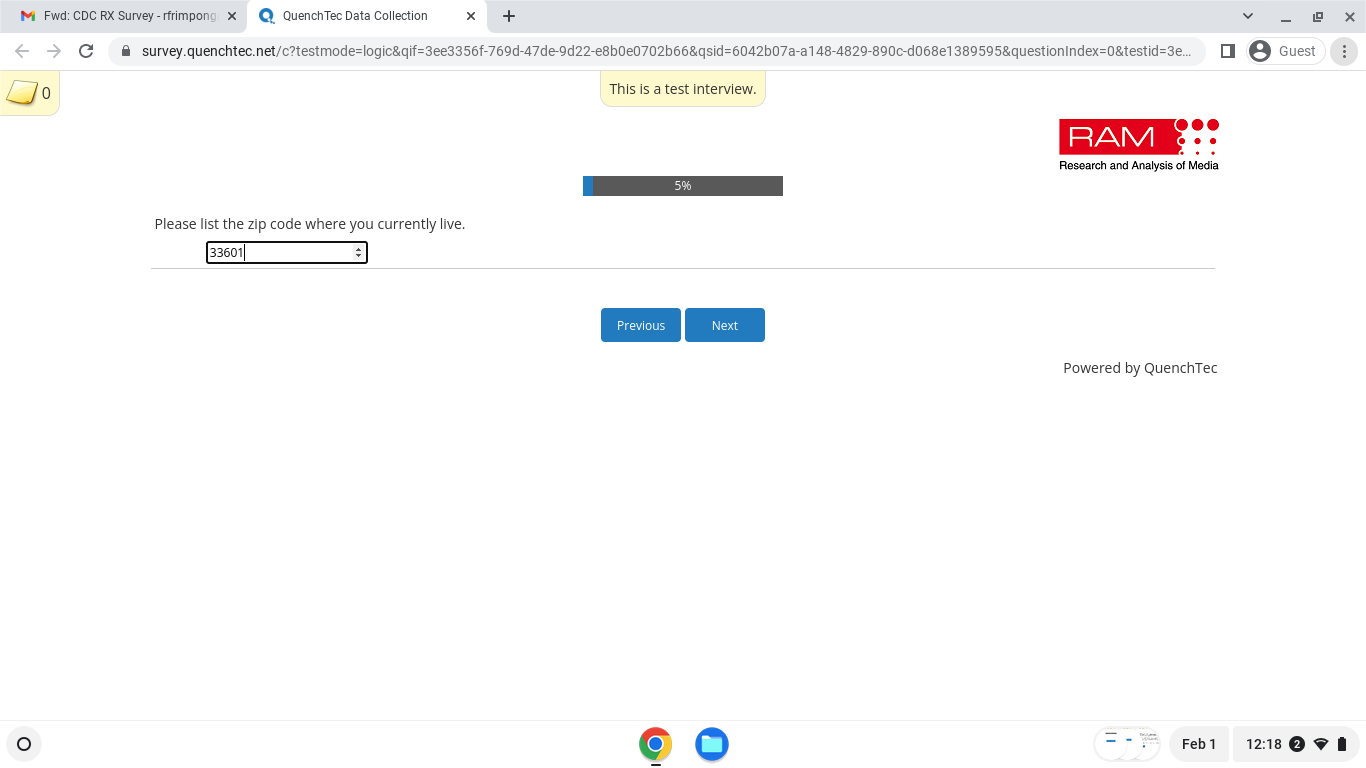 Fwd: CDC RX Survey - rfrimpong
QuenchTec Data Collection
survey.quenchtec.net/c?testmode=logic&qif=3ee3356f-769d-47de-9d22-e8b0e0702b66&qsid=6042b07a-a148-4829-890c-d068e1389595&questionIndex=0&testid=3e...
Guest
0
This is a test interview.
RAM
Research and Analysis of Media
5%
Please list the zip code where you currently live.
33601
Previous
Next
Powered by QuenchTec
Feb 1
12:18
2